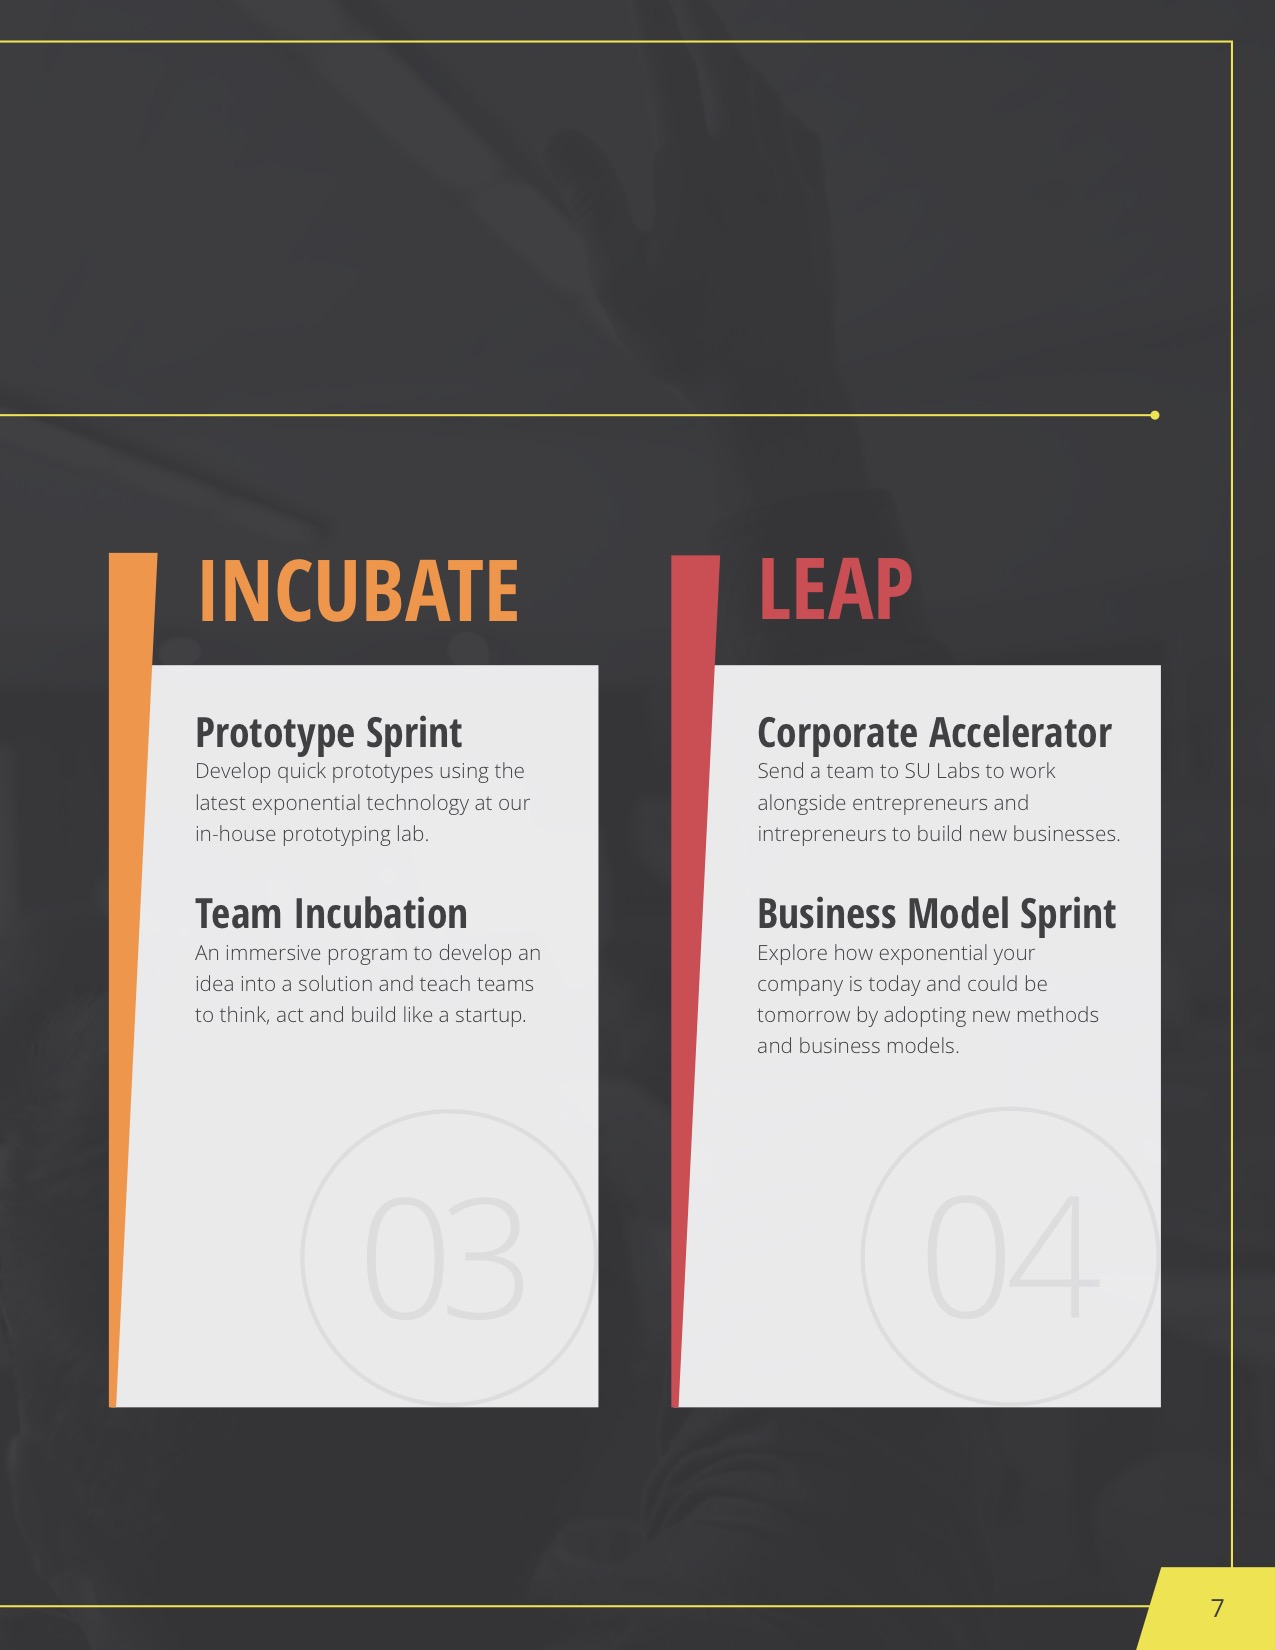 INCUBATE
Prototype Sprint
Develop quick prototypes using the
latest exponential technology at our
in-house prototyping lab.
Team Incubation
An immersive program to develop an
idea into a solution and teach teams
to think, act and build like a startup.
03
LEAP
Corporate Accelerator
Send a team to SU Labs to work
alongside entrepreneurs and
intrepreneurs to build new businesses.
Business Model Sprint
Explore how exponential your
company is today and could be
tomorrow by adopting new methods
and business models.
04
7